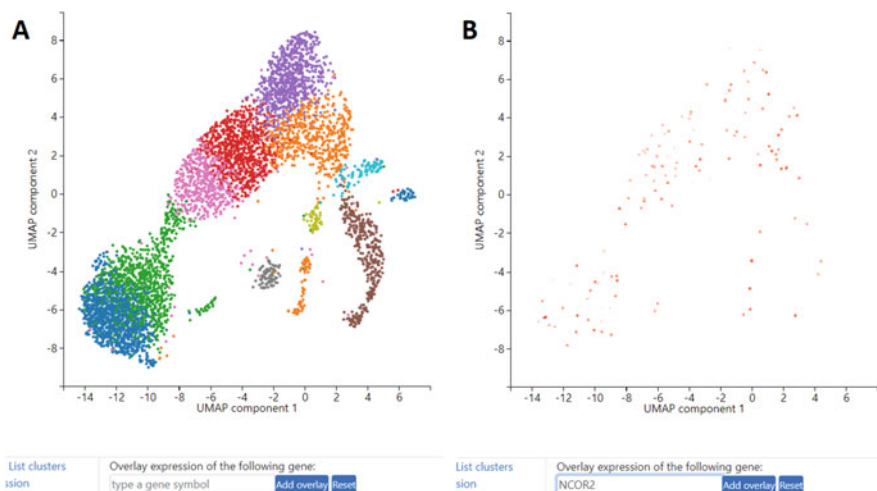 A
B
8
6
4
2
0
-2
-4
-6
-8
UMAP component 2
-14 -12 -10 -8 -6 -4 -2 0 2 4 6
UMAP component 1
8
6
4
2
0
-2
-4
-6
-8
UMAP component 2
-14 -12 -10 -8 -6 -4 -2 0 2 4 6
UMAP component 1
List clusters
ssion
Overlay expression of the following gene:
type a gene symbol Add overlay Reset
List clusters
sion
Overlay expression of the following gene:
NCOR2 Add overlay Reset